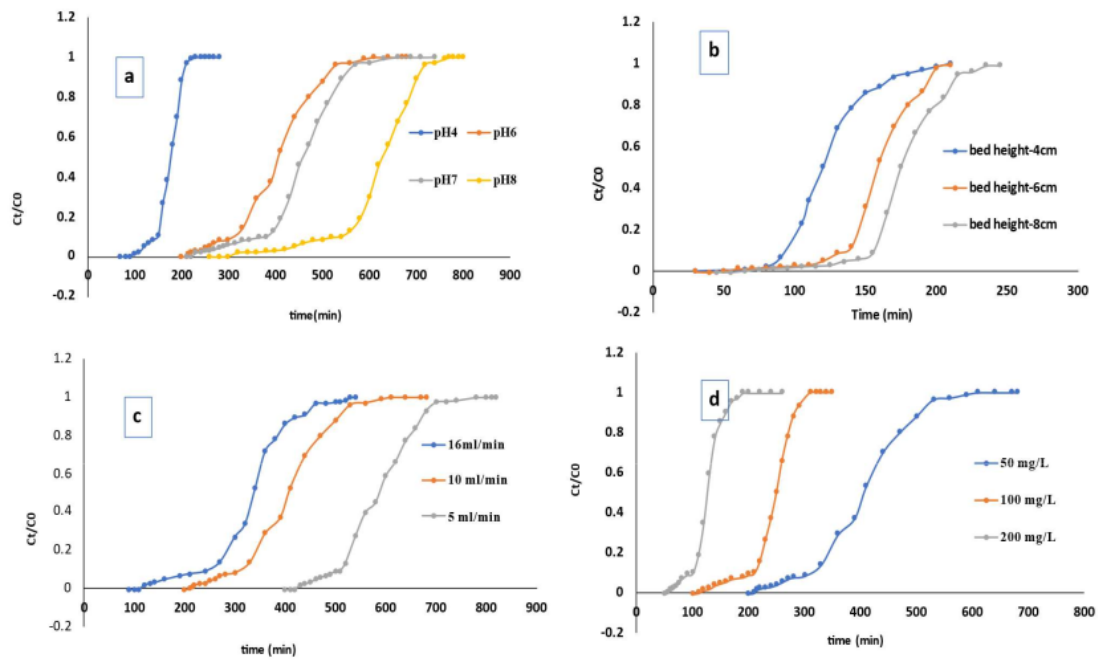 a
1.2
1
0.8
0.6
0.4
0.2
0
-0.2
0 100 200 300 400 500 600 700 800 900
Ct/C0
time(min)
pH4 pH6
pH7 pH8
b
1.2
1
0.8
0.6
0.4
0.2
0
-0.2
0 50 100 150 200 250 300
Ct/C0
Time (min)
bed height-4cm
bed height-6cm
bed height-8cm
c
1.2
1
0.8
0.6
0.4
0.2
0
-0.2
0 100 200 300 400 500 600 700 800 900
Ct/C0
time (min)
16ml/min
10 ml/min
5 ml/min
d
1.2
1
0.8
0.6
0.4
0.2
0
-0.2
0 100 200 300 400 500 600 700 800
Ct/C0
time (min)
50 mg/L
100 mg/L
200 mg/L